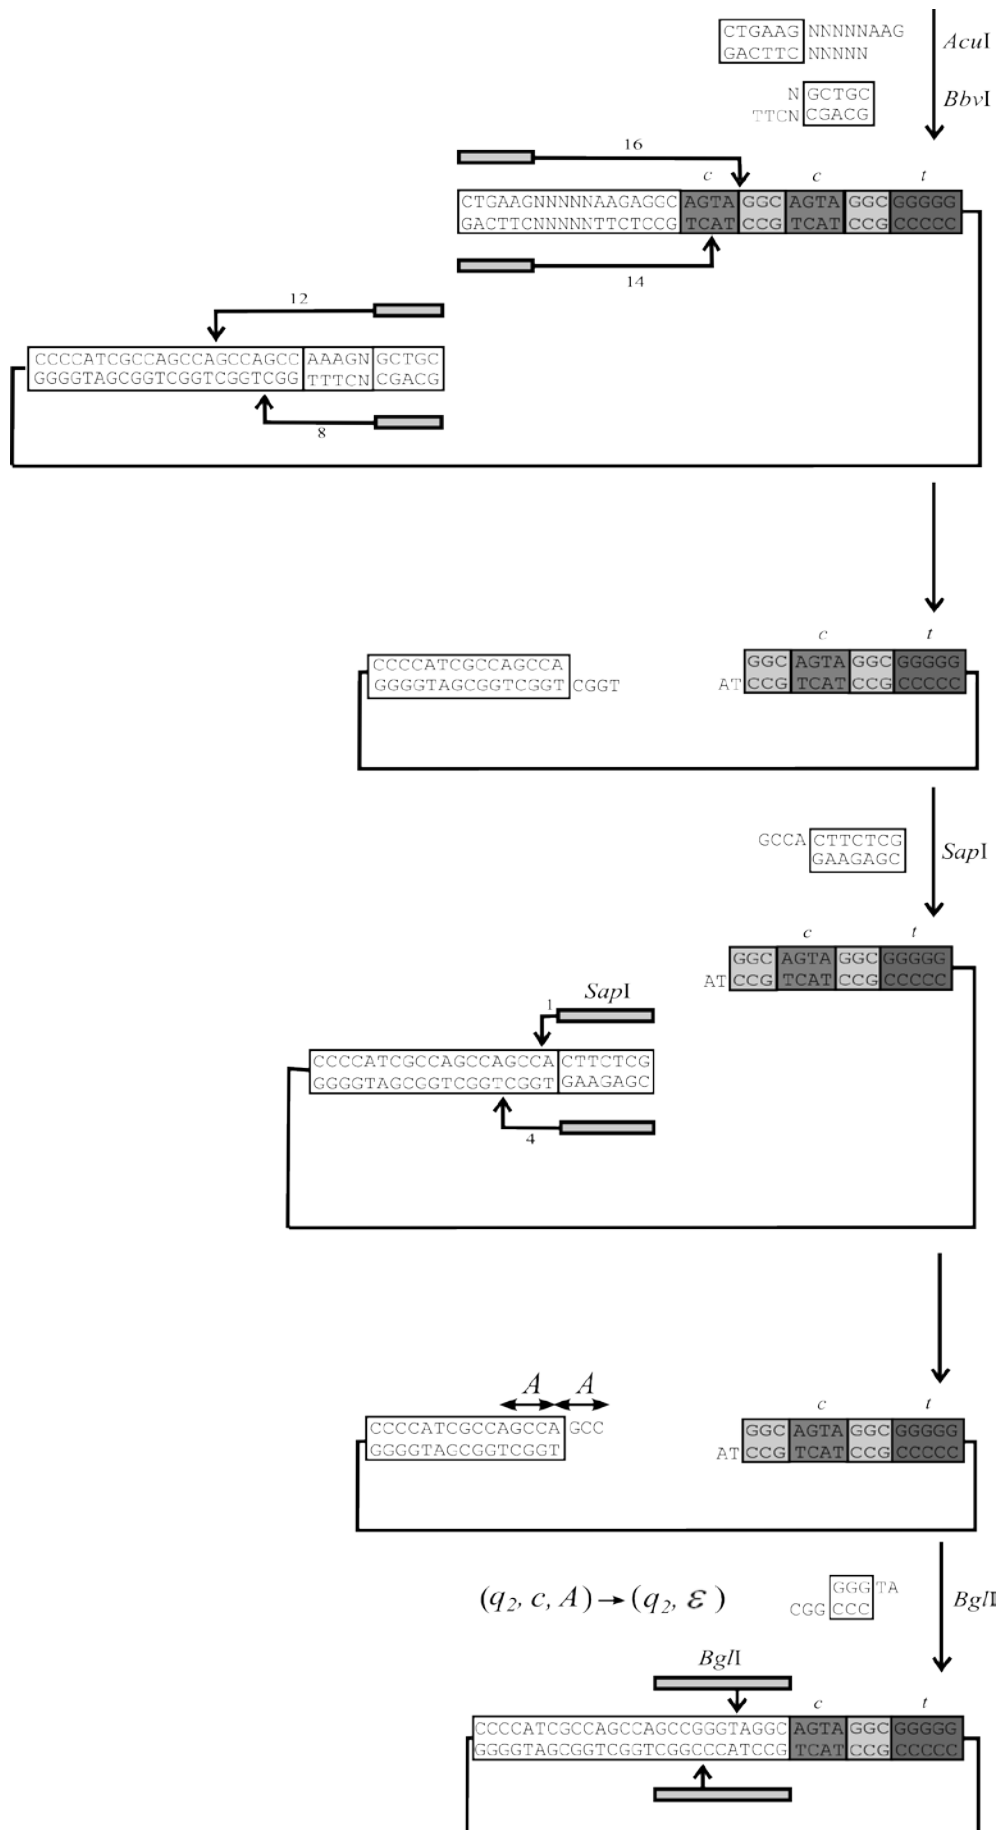 CTGAAG NNNNNAAG
GACTTC NNNNN
AcuI
N GCTGC
TTCN CGACG
BbvI
16
c c t
CTGAAGNNNNNAAGAGGC AGTA GGC AGTA GGC GGGGG
GACTTCNNNNNTTCTCCG TCAT CCG TCAT CCG CCCCC
14
12
CCCCATCGCCAGCCAGCCAGCC AAAGN GCTGC
GGGGTAGCGGTCGGTCGGTCGG TTTCN CGACG
8
c t
CCCCATCGCCAGCCA GGC AGTA GGC GGGGG
GGGGTAGCGGTCGGT CGGT AT CCG TCAT CCG CCCCC
GCCA CTTCTCG
GAAGAGC
SapI
c t
GGC AGTA GGC GGGGG
AT CCG TCAT CCG CCCCC
SapI
1
CCCCATCGCCAGCCAGCCA CTTCTCG
GGGGTAGCGGTCGGTCGGT GAAGAGC
4
A A c t
CCCCATCGCCAGCCA GCC GGC AGTA GGC GGGGG
GGGGTAGCGGTCGGT AT CCG TCAT CCG CCCCC
(q2, c, A) → (q2, ε)
GGG TA
CGG CCC
BglI
BglI
c t
CCCCATCGCCAGCCAGCCGGGTAGGC AGTA GGC GGGGG
GGGGTAGCGGTCGGTCGGCCCATCCG TCAT CCG CCCCC